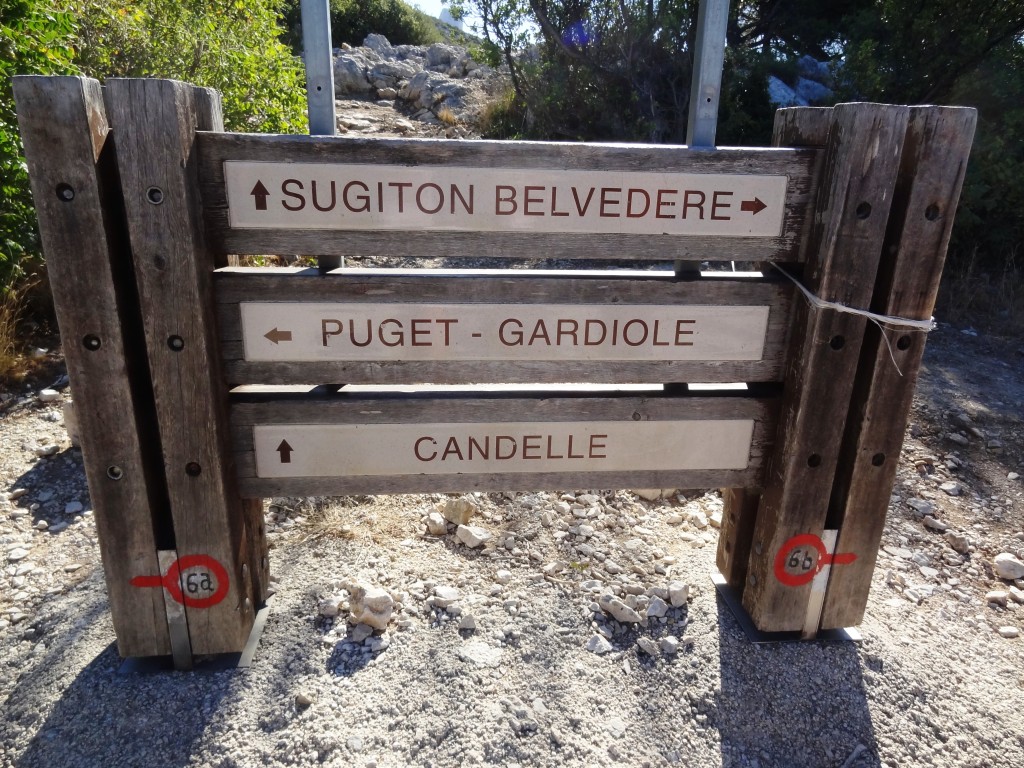 SUGITON BELVEDERE
PUGET - GARDIOLE
CANDELLE
6a
6b